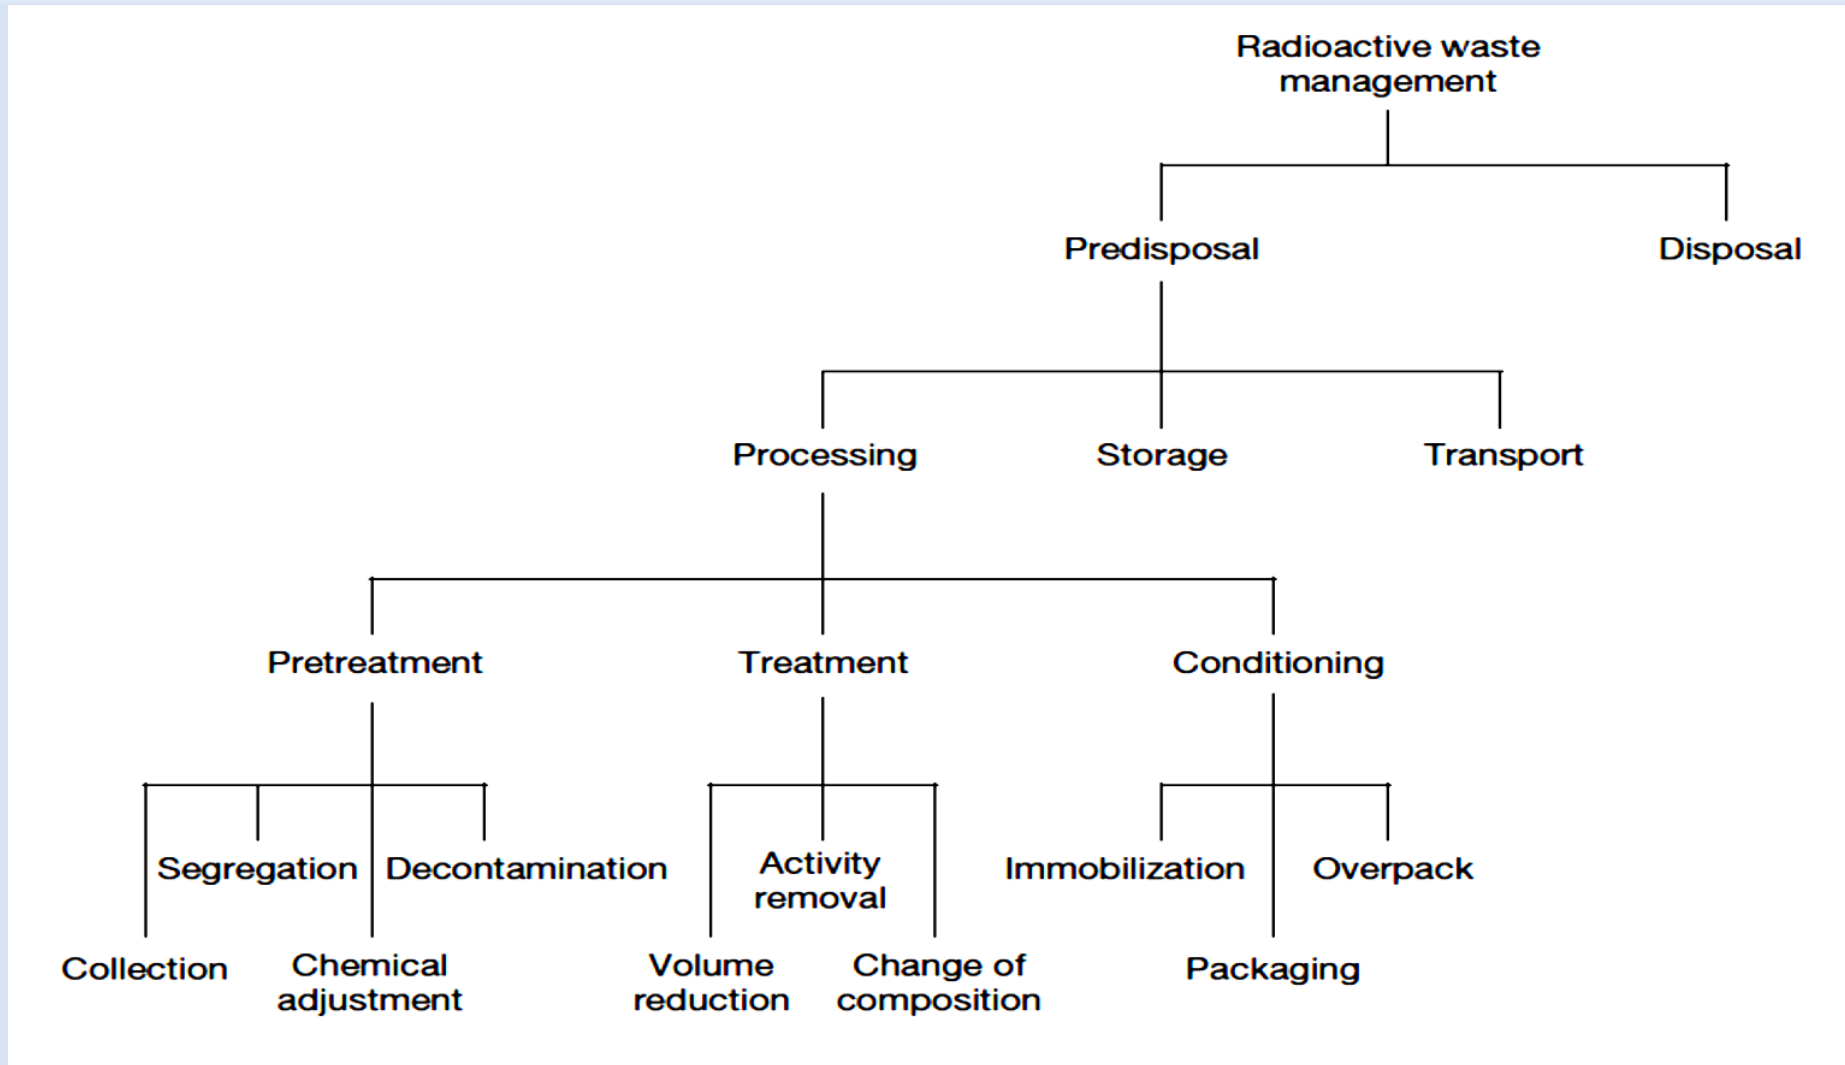 Radioactive waste
management
Predisposal
Disposal
Processing
Storage
Transport
Pretreatment
Treatment
Conditioning
Segregation
Decontamination
Activity
removal
Immobilization
Overpack
Collection
Chemical
adjustment
Volume
reduction
Change of
composition
Packaging